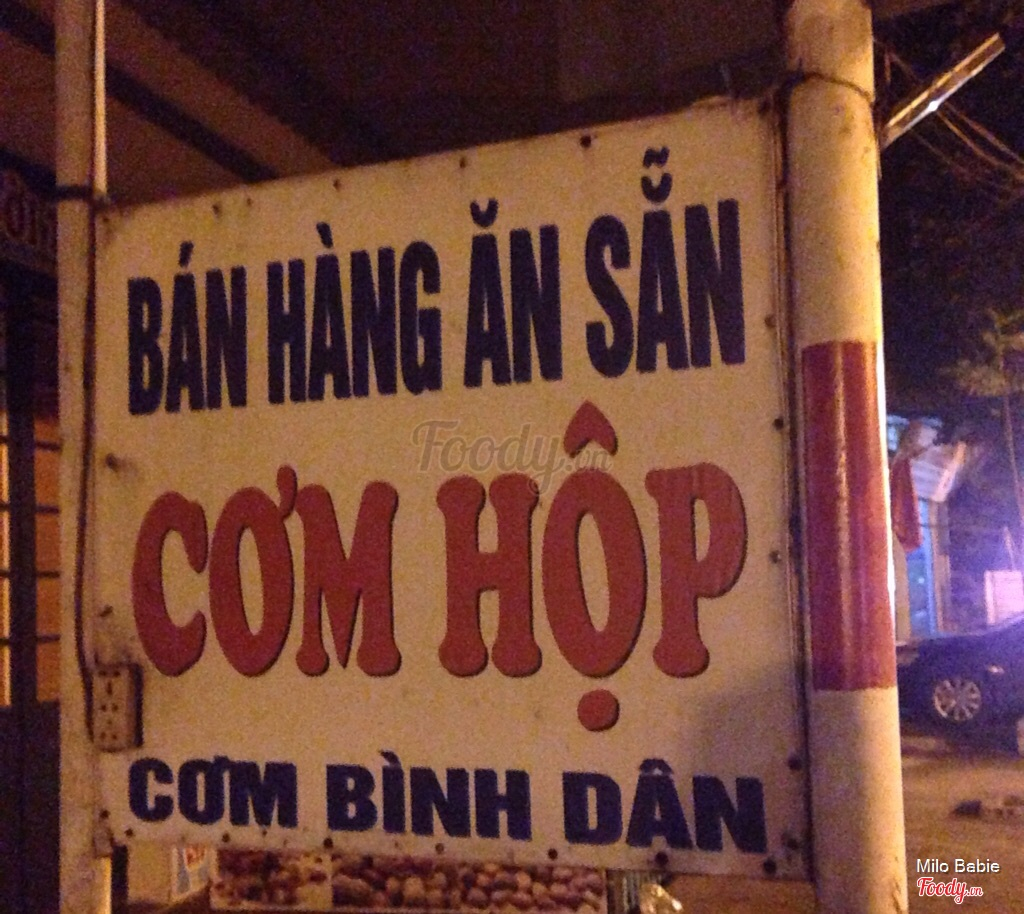 BÁN HÀNG ĂN SẴN
Foody.vn
CƠM HỘP
CƠM BÌNH DÂN
Milo Babie
Foody.vn